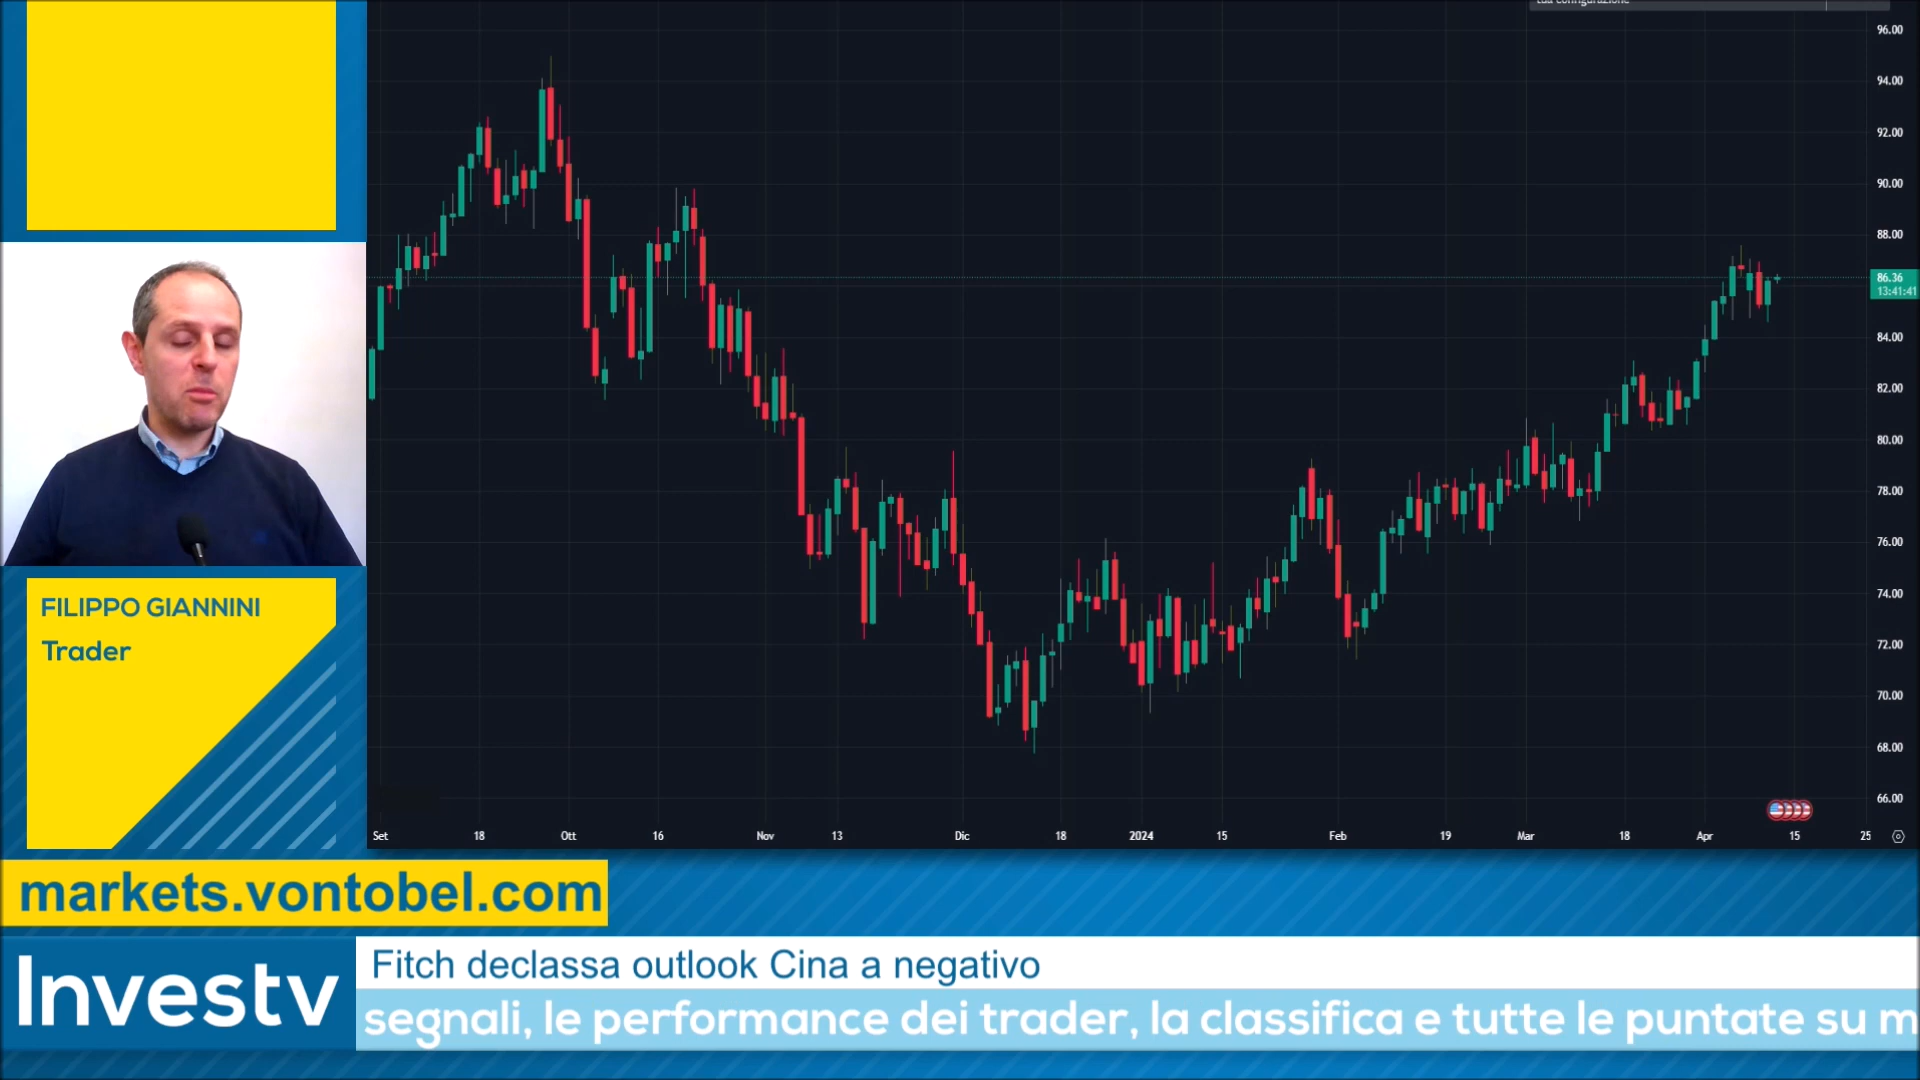 tua configurazione
96.00
94.00
92.00
90.00
88.00
86.36
13:41:41
84.00
82.00
80.00
78.00
76.00
74.00
72.00
70.00
68.00
66.00
Set 18 Ott 16 Nov 13 Dic 18 2024 15 Feb 19 Mar 18 Apr 15 25
FILIPPO GIANNINI
Trader
markets.vontobel.com
Investv
Fitch declassa outlook Cina a negativo
segnali, le performance dei trader, la classifica e tutte le puntate su m